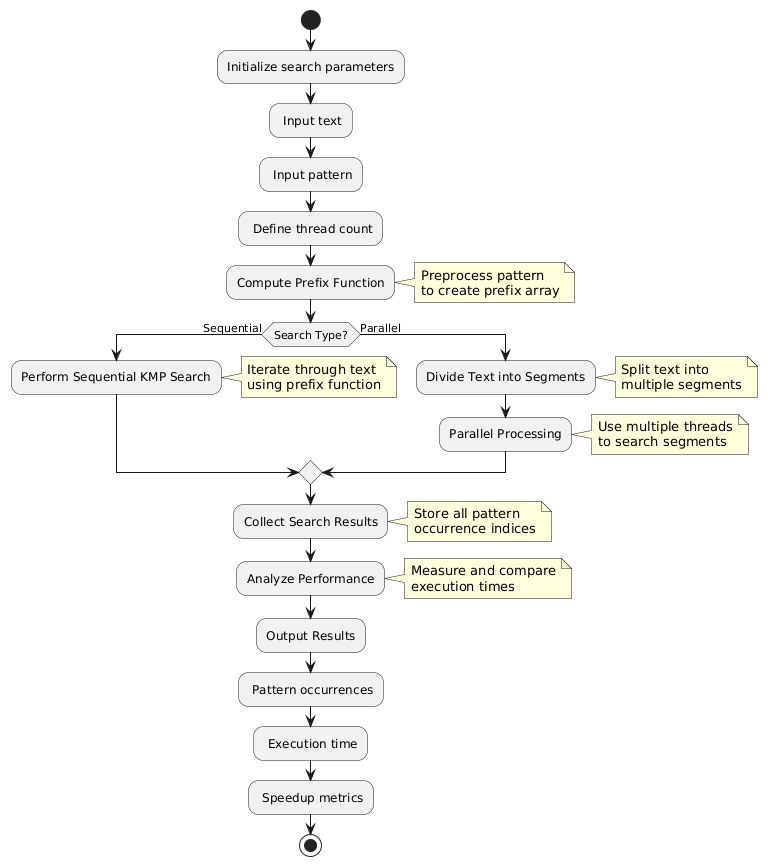 Initialize search parameters
Input text
Input pattern
Define thread count
Compute Prefix Function
Preprocess pattern
to create prefix array
Sequential
Search Type?
Parallel
Perform Sequential KMP Search
Iterate through text
using prefix function
Divide Text into Segments
Split text into
multiple segments
Parallel Processing
Use multiple threads
to search segments
Collect Search Results
Store all pattern
occurrence indices
Analyze Performance
Measure and compare
execution times
Output Results
Pattern occurrences
Execution time
Speedup metrics